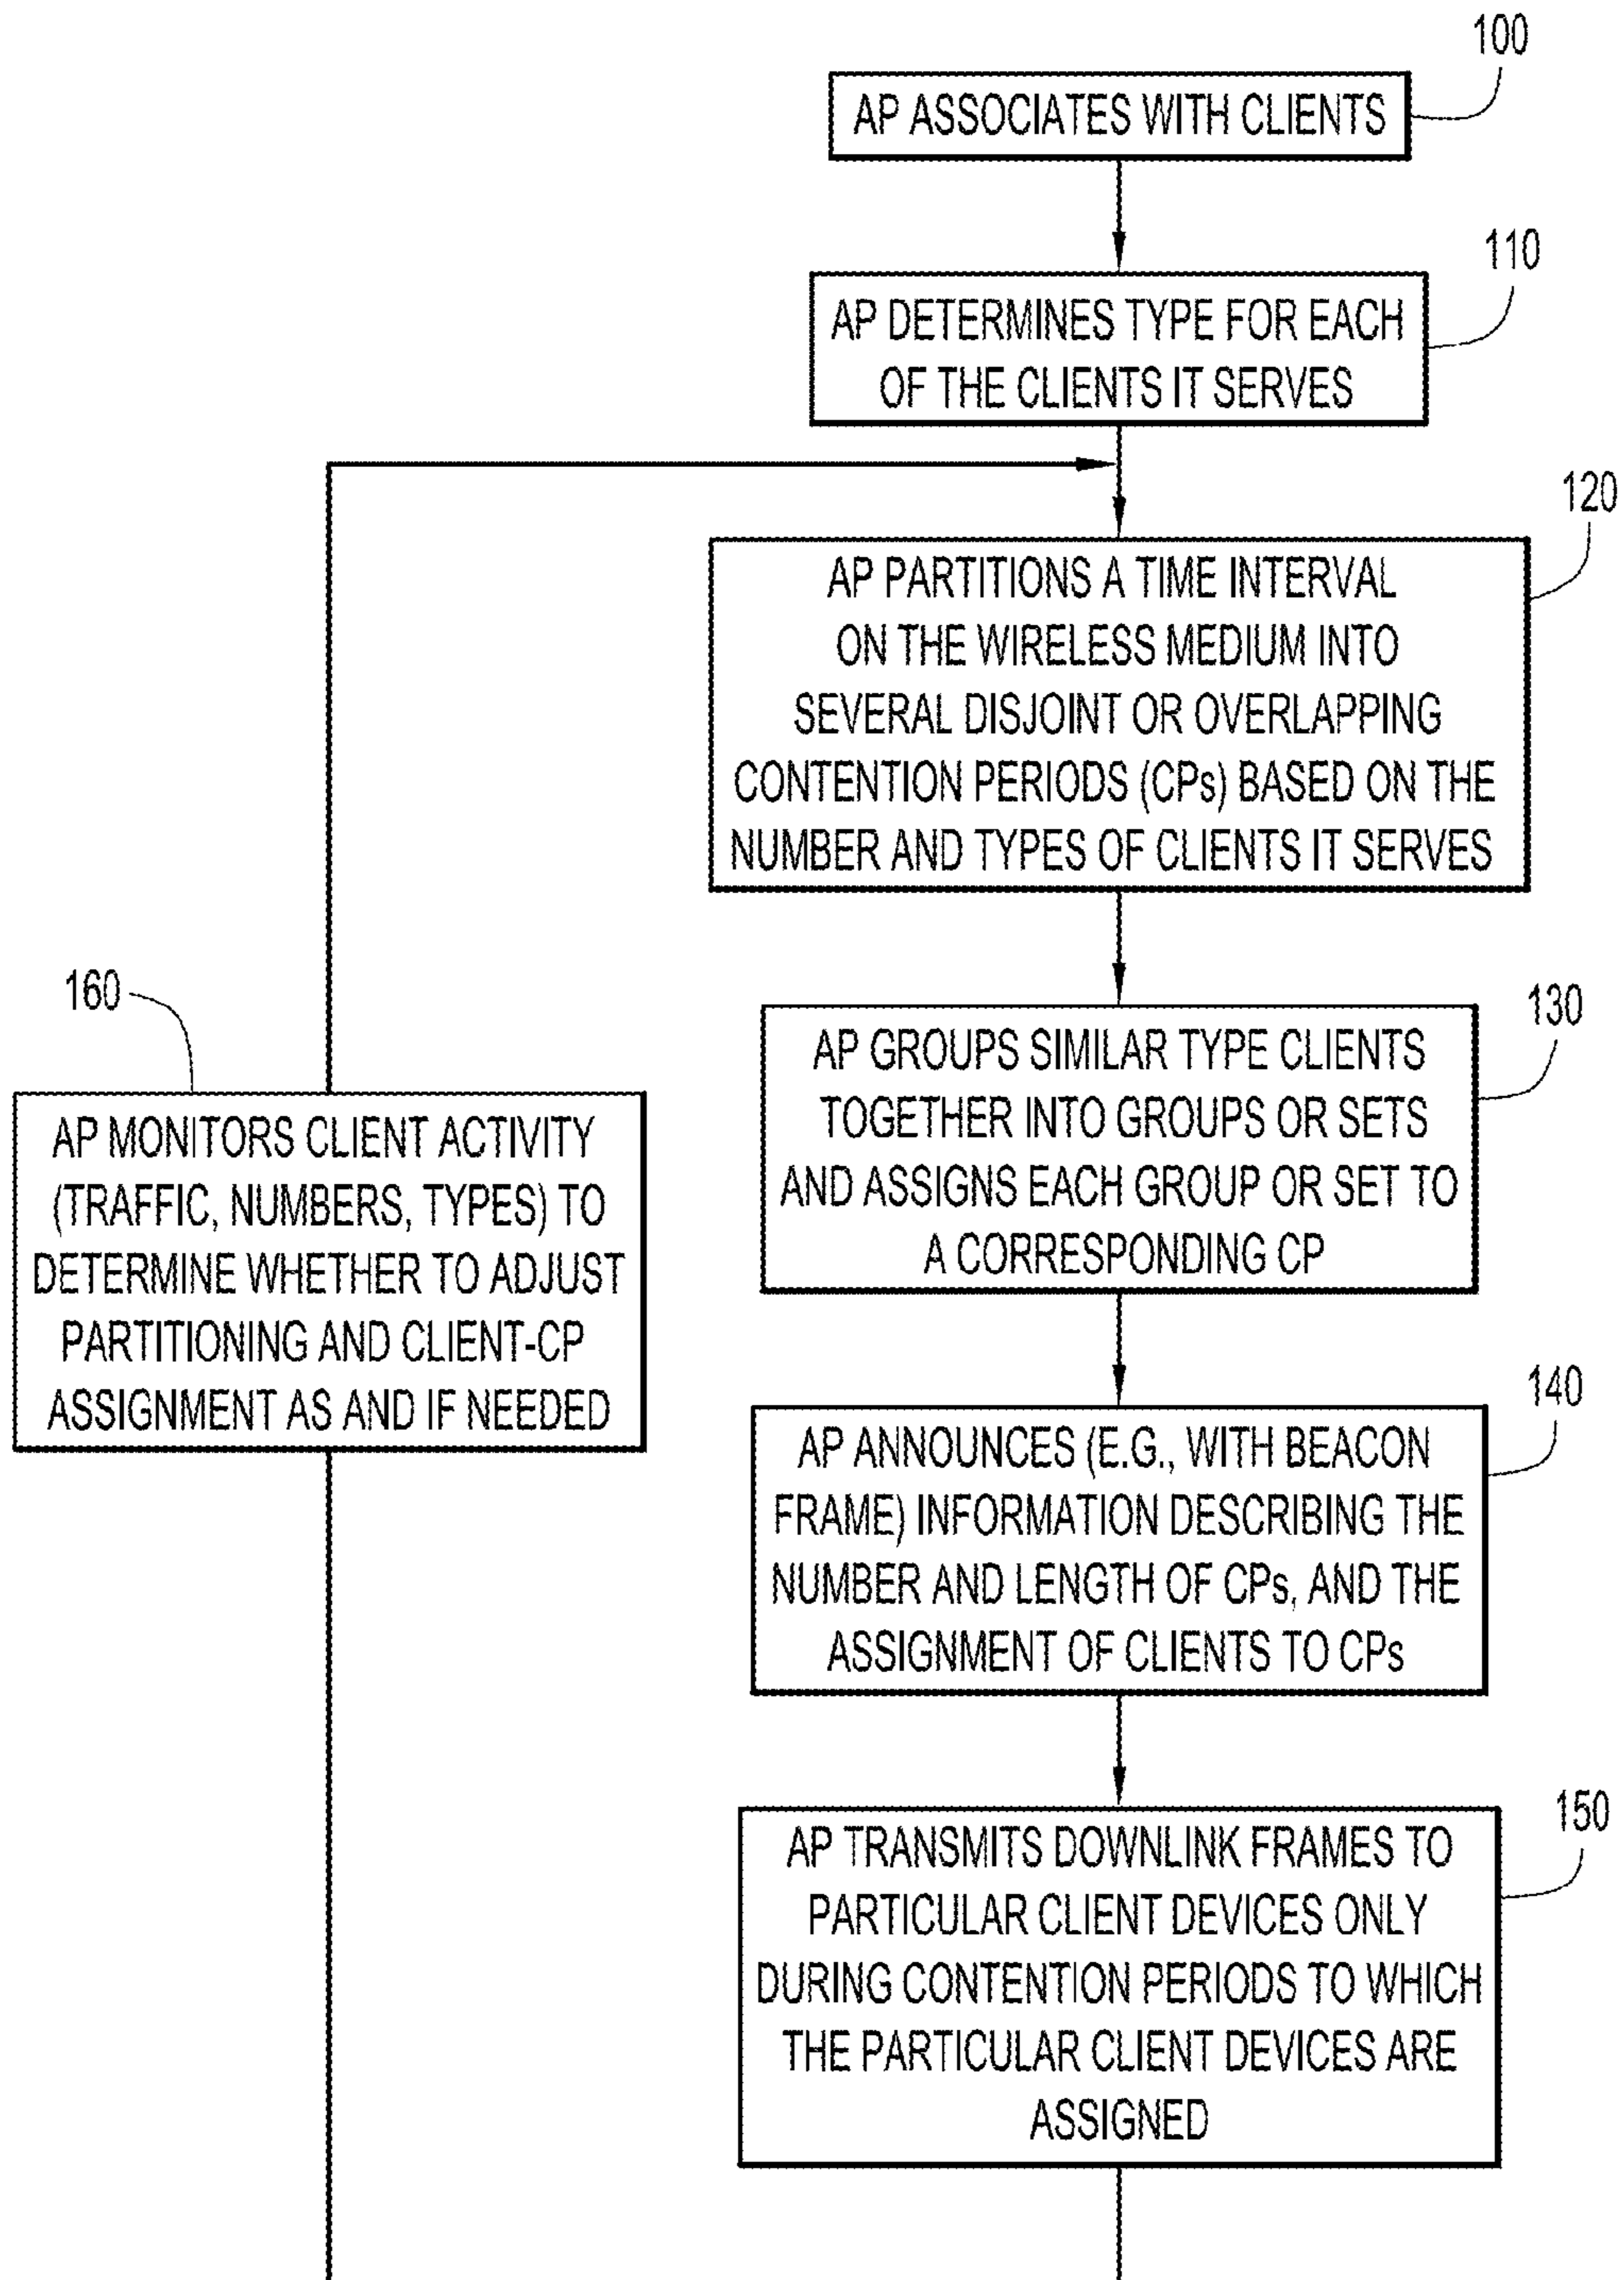 100
AP ASSOCIATES WITH CLIENTS
110
AP DETERMINES TYPE FOR EACH
OF THE CLIENTS IT SERVES
120
AP PARTITIONS A TIME INTERVAL
ON THE WIRELESS MEDIUM INTO
SEVERAL DISJOINT OR OVERLAPPING
CONTENTION PERIODS (CPs) BASED ON THE
NUMBER AND TYPES OF CLIENTS IT SERVES
130
AP GROUPS SIMILAR TYPE CLIENTS
TOGETHER INTO GROUPS OR SETS
AND ASSIGNS EACH GROUP OR SET TO
A CORRESPONDING CP
140
AP ANNOUNCES (E.G., WITH BEACON
FRAME) INFORMATION DESCRIBING THE
NUMBER AND LENGTH OF CPs, AND THE
ASSIGNMENT OF CLIENTS TO CPs
150
AP TRANSMITS DOWNLINK FRAMES TO
PARTICULAR CLIENT DEVICES ONLY
DURING CONTENTION PERIODS TO WHICH
THE PARTICULAR CLIENT DEVICES ARE
ASSIGNED
160
AP MONITORS CLIENT ACTIVITY
(TRAFFIC, NUMBERS, TYPES) TO
DETERMINE WHETHER TO ADJUST
PARTITIONING AND CLIENT-CP
ASSIGNMENT AS AND IF NEEDED